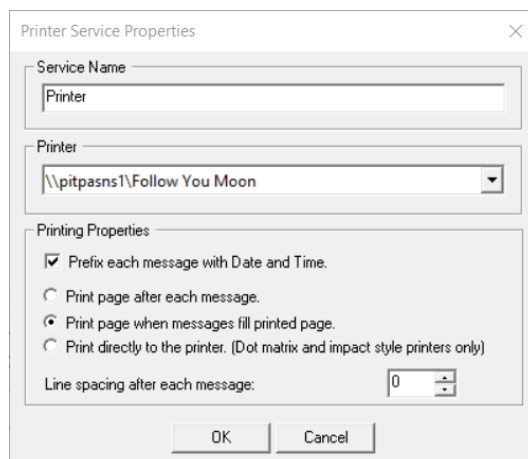 Printer Service Properties
Service Name
Printer
Printer
\\pitpasns1\Follow You Moon
Printing Properties
Prefix each message with Date and Time.
Print page after each message.
Print page when messages fill printed page.
Print directly to the printer. (Dot matrix and impact style printers only)
Line spacing after each message: 0
OK Cancel